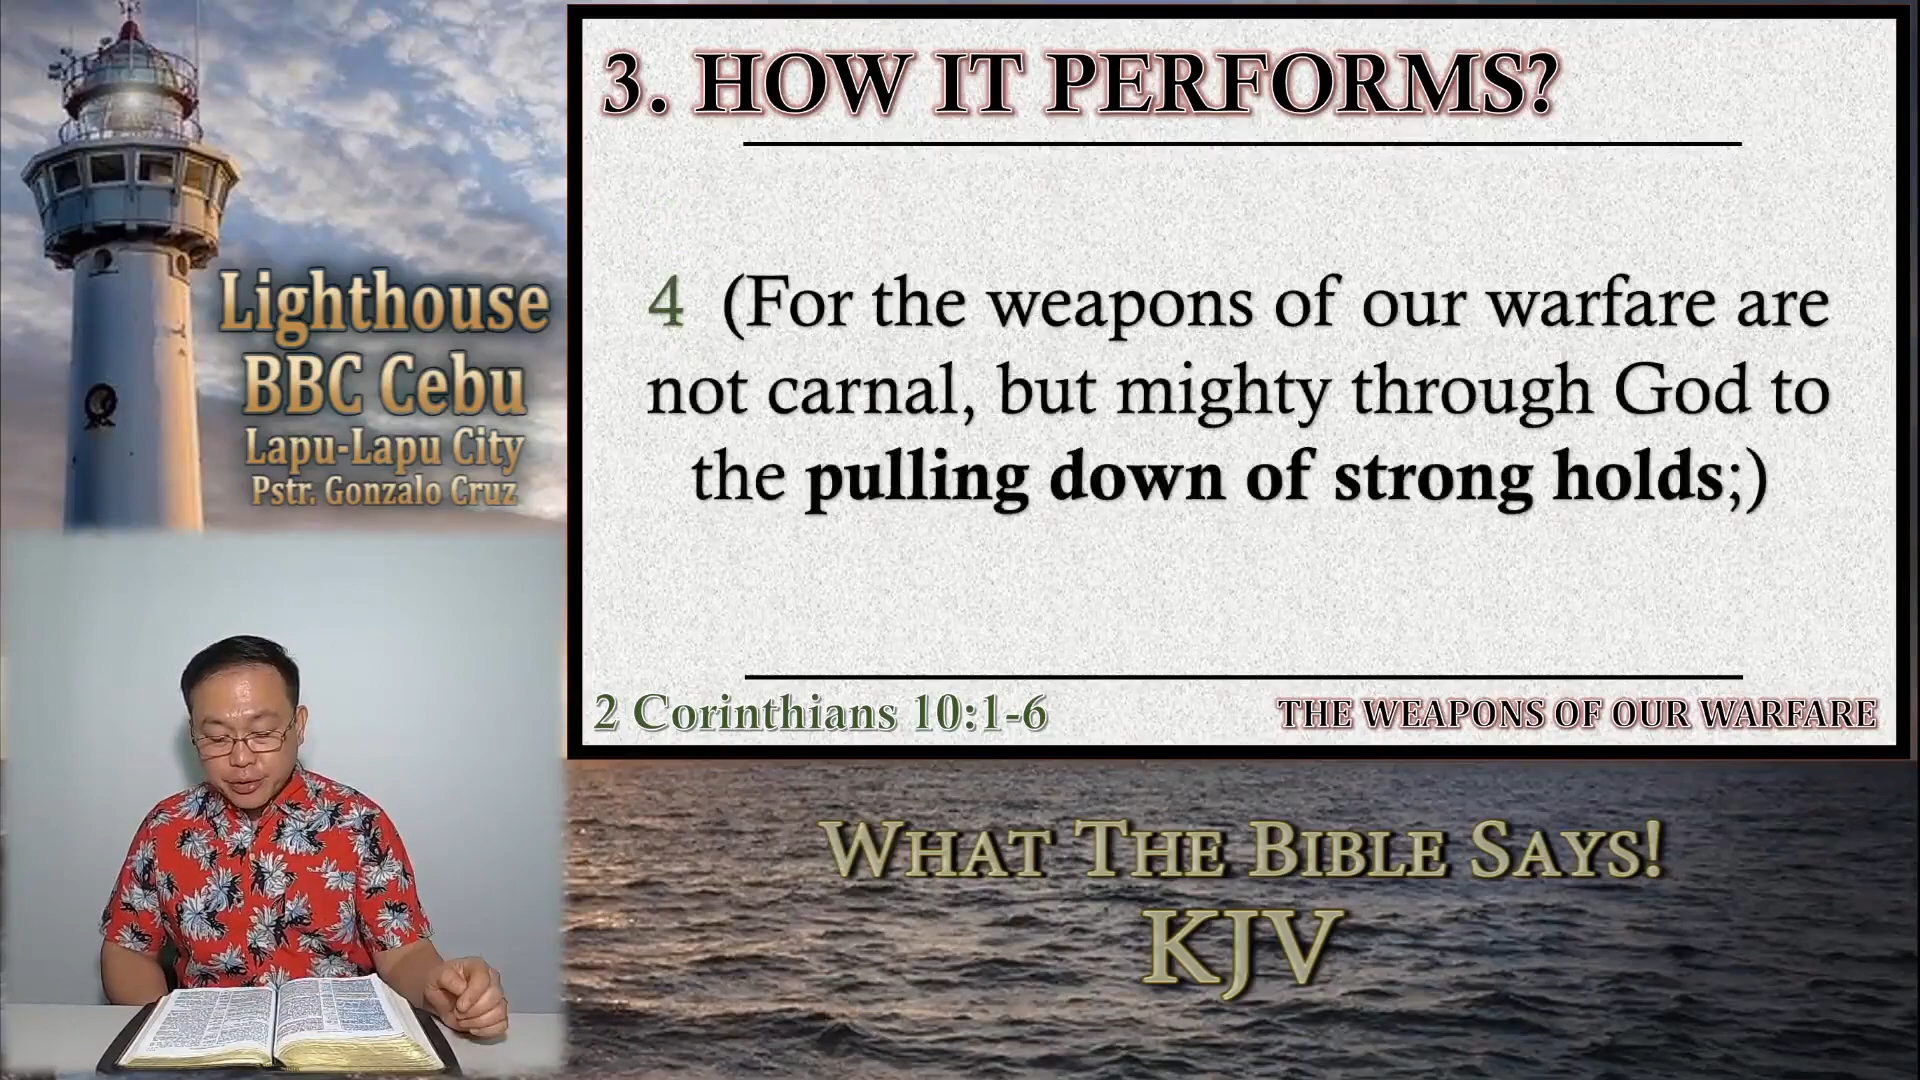 Lighthouse
BBC Cebu
Lapu-Lapu City
Pstr. Gonzalo Cruz
3. HOW IT PERFORMS?
4 (For the weapons of our warfare are
not carnal, but mighty through God to
the pulling down of strong holds;)
2 Corinthians 10:1-6
THE WEAPONS OF OUR WARFARE
WHAT THE BIBLE SAYS!
KJV